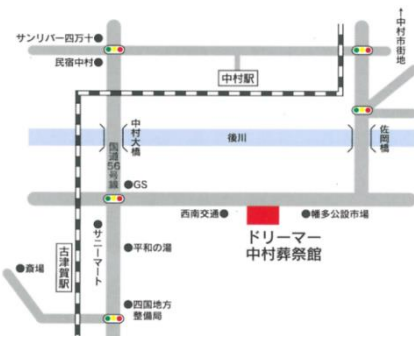 ↑中村市街地
サンリバー四万十
民宿中村
中村駅
中村大橋
後川
佐岡橋
国道56号線
GS
西南交通
幡多公設市場
ドリーマー
中村葬祭館
サニーマート
平和の湯
古津賀駅
斎場
四国地方
整備局